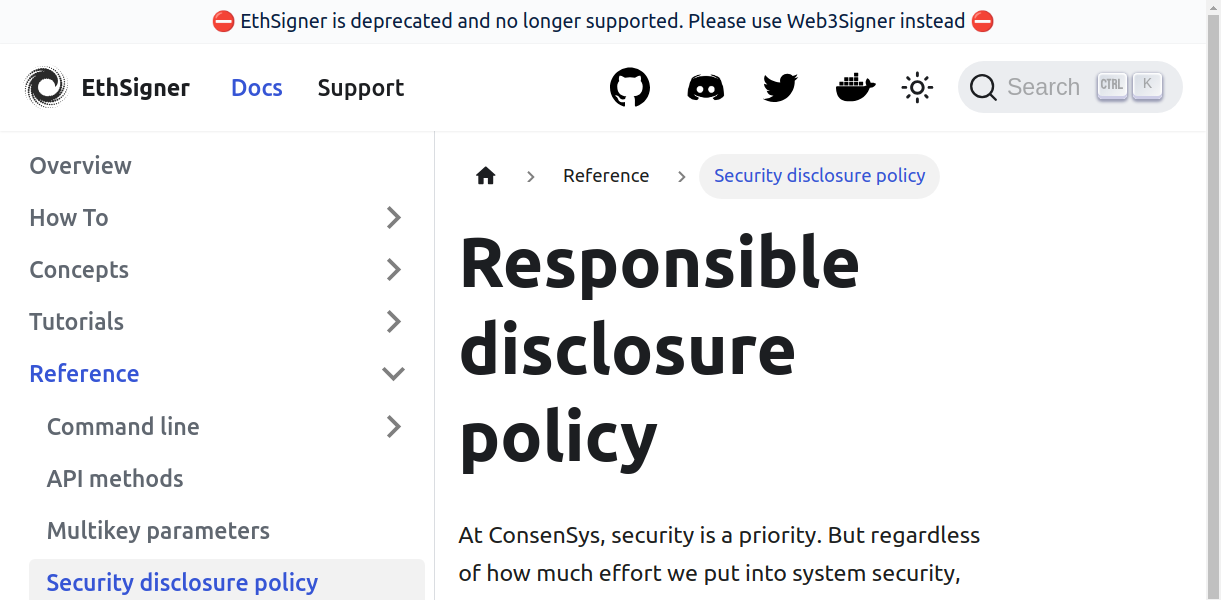 ⛔ EthSigner is deprecated and no longer supported. Please use Web3Signer instead ⛔
EthSigner Docs Support Search CTRL K
Overview
How To
Concepts
Tutorials
Reference
Command line
API methods
Multikey parameters
Security disclosure policy
Reference Security disclosure policy
Responsible
disclosure
policy
At ConsenSys, security is a priority. But regardless
of how much effort we put into system security,